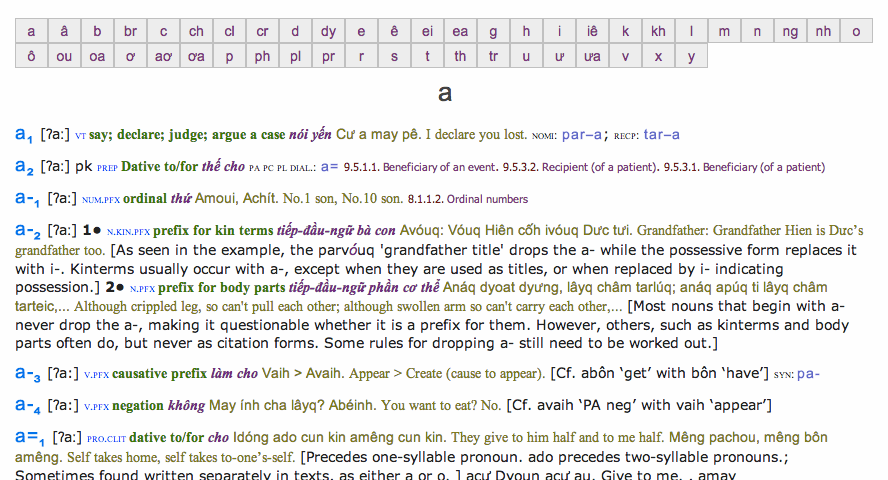 a â b br c ch cl cr d dy e ê ei ea g h i iê k kh l m n ng nh o
ô ou oa ơ aơ ơa p ph pl pr r s t th tr u ư ưa v x y
a
a1 [ʔaː] VT say; declare; judge; argue a case nói yến Cư a may pê. I declare you lost. NOMI: par–a; RECP: tar–a
a2 [ʔaː] pk PREP Dative to/for thế cho PA PC PL DIAL.: a= 9.5.1.1. Beneficiary of an event. 9.5.3.2. Recipient (of a patient). 9.5.3.1. Beneficiary (of a patient)
a-1 [ʔaː] NUM.PFX ordinal thứ Amoui, Achít. No.1 son, No.10 son. 8.1.1.2. Ordinal numbers
a-2 [ʔaː] 1● N.KIN.PFX prefix for kin terms tiếp-đầu-ngữ bà con Avóuq: Vóuq Hiên cốh ivóuq Dưc tưi. Grandfather: Grandfather Hien is Dưc's
grandfather too. [As seen in the example, the parvóuq 'grandfather title' drops the a- while the possessive form replaces it
with i-. Kinterms usually occur with a-, except when they are used as titles, or when replaced by i- indicating
possession.] 2● N.PFX prefix for body parts tiếp-đầu-ngữ phần cơ thể Anáq dyoat dyưng, lâyq châm tarlúq; anáq apúq ti lâyq châm
tarteic,... Although crippled leg, so can't pull each other; although swollen arm so can't carry each other,... [Most nouns that begin with a-
never drop the a-, making it questionable whether it is a prefix for them. However, others, such as kinterms and body
parts often do, but never as citation forms. Some rules for dropping a- still need to be worked out.]
a-3 [ʔaː] V.PFX causative prefix làm cho Vaih > Avaih. Appear > Create (cause to appear). [Cf. abôn ‘get’ with bôn ‘have’] SYN: pa-
a-4 [ʔaː] V.PFX negation không May ính cha lâyq? Abéinh. You want to eat? No. [Cf. avaih ‘PA neg’ with vaih ‘appear’]
a=1 [ʔaː] PRO.CLIT dative to/for cho Idóng ado cun kin amêng cun kin. They give to him half and to me half. Mêng pachou, mêng bôn
amêng. Self takes home, self takes to-one's-self. [Precedes one-syllable pronoun. ado precedes two-syllable pronouns.;
Sometimes found written separately in texts, as either a or o. ] acư Dyoun acư au. Give to me. , amay